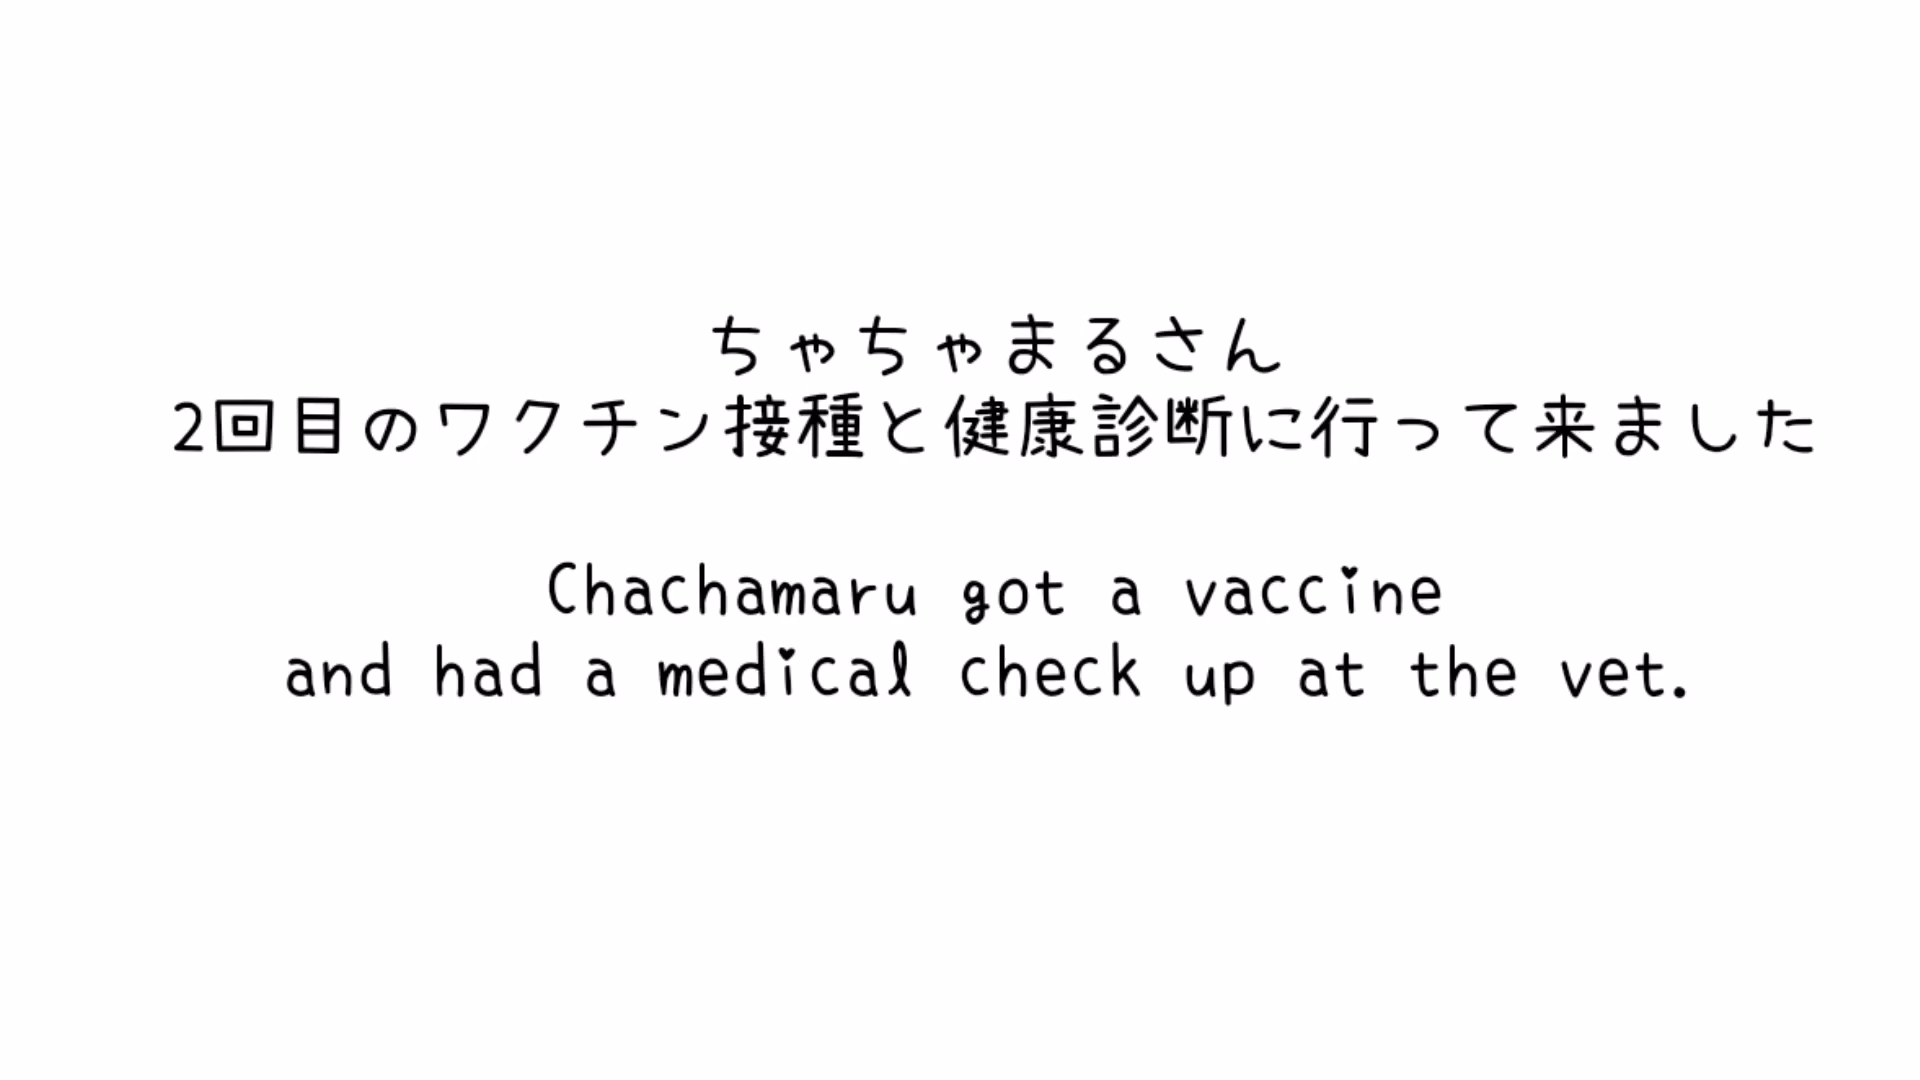 ちゃちゃまるさん
2回目のワクチン接種と健康診断に行って来ました
Chachamaru got a vaccine
and had a medical check up at the vet.